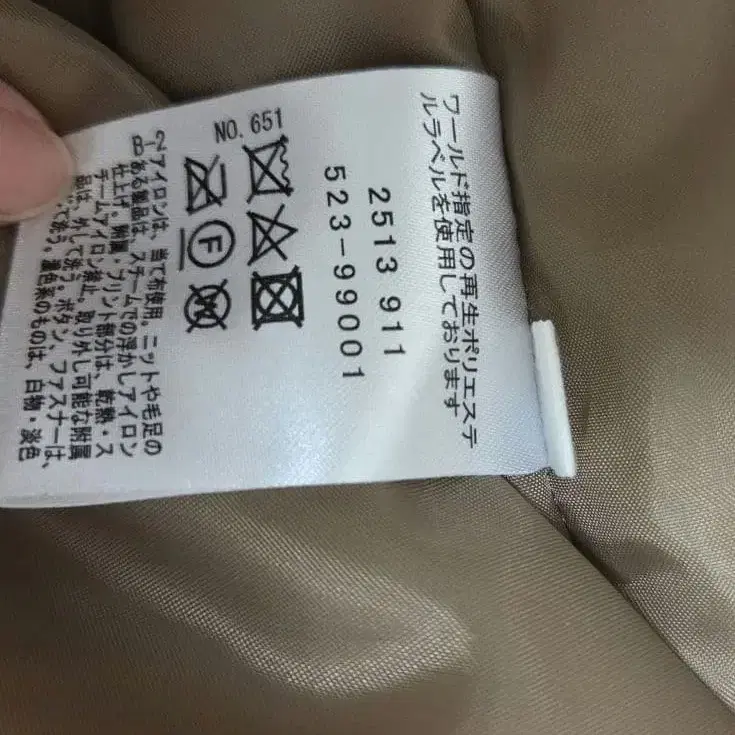 ワールド指定の再生ポリエステ
ルラベルを使用しております
2513 911
523-99001
NO.651
F
W
B-2
アイロンは、当て布使用。ニットや毛足の
ある製品は、スチームでの浮かしアイロン
仕上げ。附属・プリント部分は、乾熱・ス
チームアイロン禁止。取り外し可能な附属
品は、外して洗う。ボタン、ファスナーは、
て洗う。濃色系のものは、白物・淡色